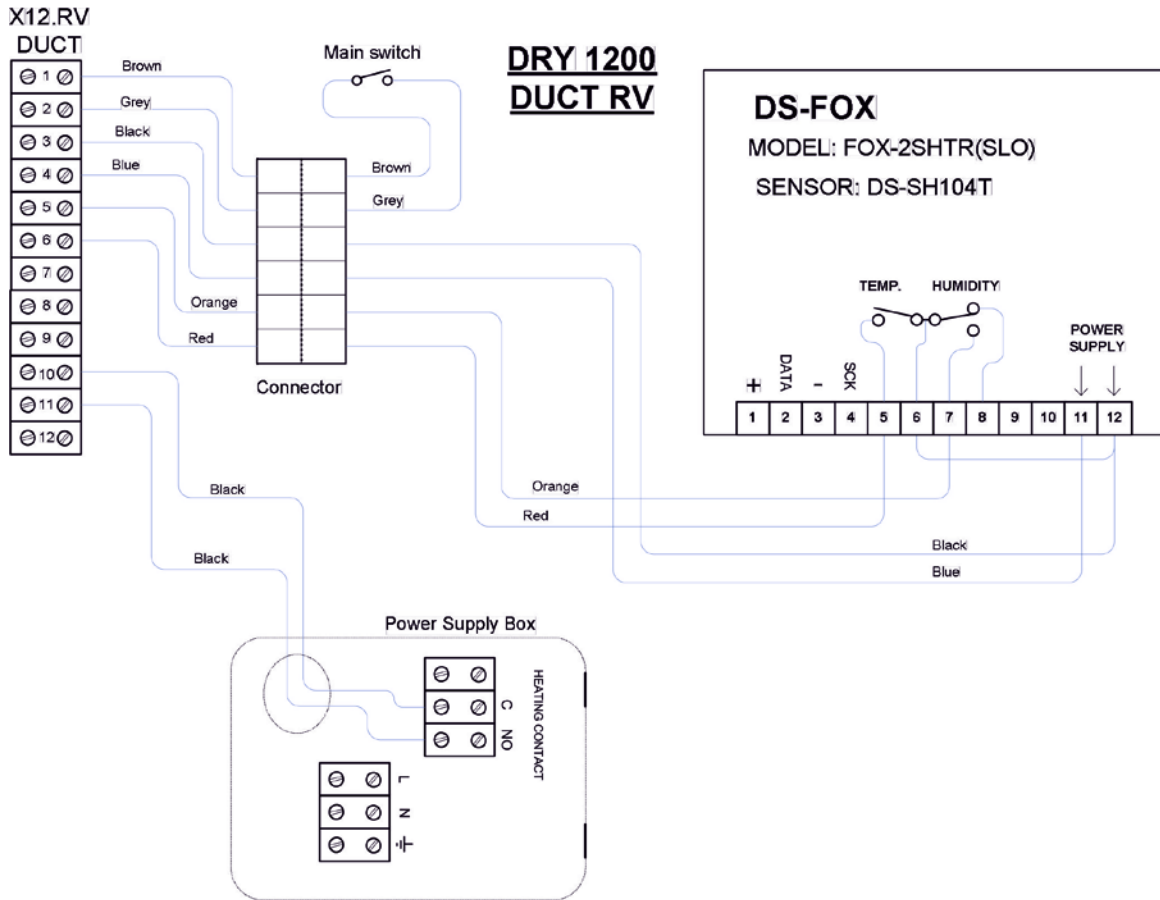 X12.RV
DUCT
1
2
3
4
5
6
7
8
9
10
11
12
Brown
Grey
Black
Blue
Orange
Red
Main switch
Brown
Grey
Connector
DRY 1200
DUCT RV
DS-FOX
MODEL: FOX-2SHTR(SLO)
SENSOR: DS-SH104T
TEMP. HUMIDITY
POWER
SUPPLY
+ DATA - SCK
1 2 3 4 5 6 7 8 9 10 11 12
Orange
Red
Black
Blue
Black
Black
Power Supply Box
C
NO
HEATING CONTACT
L
N